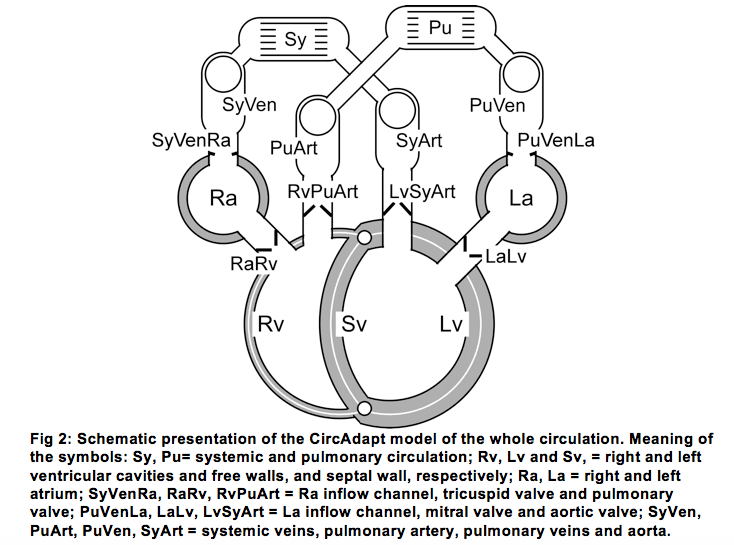 Sy
Pu
SyVen
PuArt
SyArt
PuVen
SyVenRa
PuVenLa
Ra
RvPuArt
LvSyArt
La
RaRv
LaLv
Rv
Sv
Lv
Fig 2: Schematic presentation of the CircAdapt model of the whole circulation. Meaning of
the symbols: Sy, Pu= systemic and pulmonary circulation; Rv, Lv and Sv, = right and left
ventricular cavities and free walls, and septal wall, respectively; Ra, La = right and left
atrium; SyVenRa, RaRv, RvPuArt = Ra inflow channel, tricuspid valve and pulmonary
valve; PuVenLa, LaLv, LvSyArt = La inflow channel, mitral valve and aortic valve; SyVen,
PuArt, PuVen, SyArt = systemic veins, pulmonary artery, pulmonary veins and aorta.